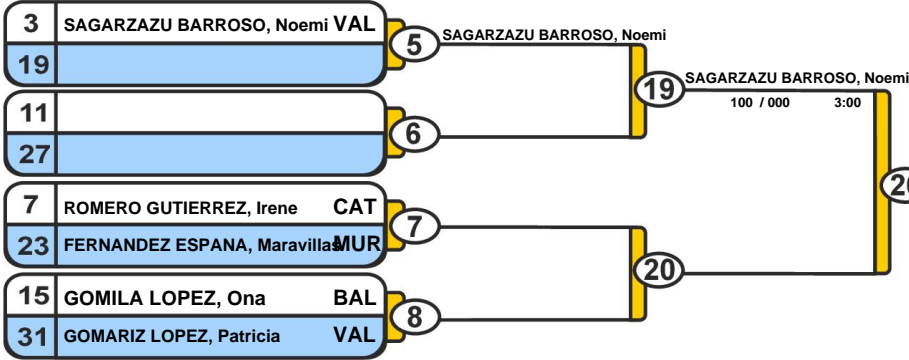 3 SAGARZAZU BARROSO, Noemi VAL
19
5
SAGARZAZU BARROSO, Noemi
11
27
6
19
SAGARZAZU BARROSO, Noemi
100 / 000 3:00
7 ROMERO GUTIERREZ, Irene CAT
23 FERNANDEZ ESPANA, Maravillas MUR
7
15 GOMILA LOPEZ, Ona BAL
31 GOMARIZ LOPEZ, Patricia VAL
8
20